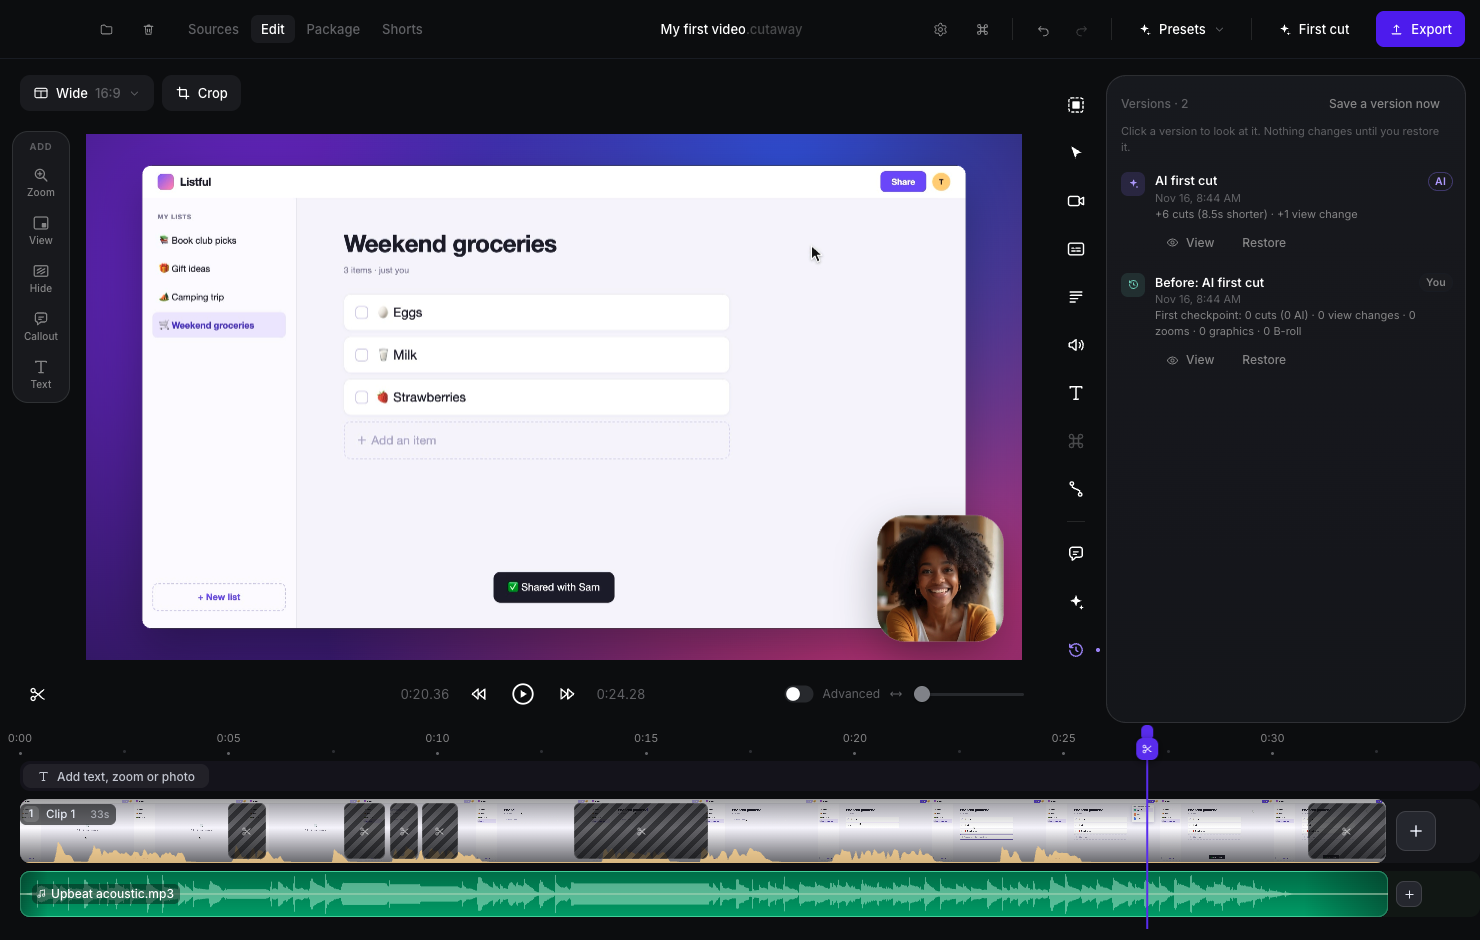 Sources
Edit
Package
Shorts
My first video.cutaway
Presets
First cut
Export
Wide 16:9
Crop
ADD
Zoom
View
Hide
Callout
Text
Listful
Share
T
MY LISTS
Book club picks
Gift ideas
Camping trip
Weekend groceries
+ New list
Weekend groceries
3 items · just you
Eggs
Milk
Strawberries
+ Add an item
Shared with Sam
Versions · 2
Save a version now
Click a version to look at it. Nothing changes until you restore
it.
AI first cut
AI
Nov 16, 8:44 AM
+6 cuts (8.5s shorter) · +1 view change
View
Restore
Before: AI first cut
You
Nov 16, 8:44 AM
First checkpoint: 0 cuts (0 AI) · 0 view changes · 0
zooms · 0 graphics · 0 B-roll
View
Restore
0:20.36
0:24.28
Advanced
0:00
0:05
0:10
0:15
0:20
0:25
0:30
Add text, zoom or photo
1 Clip 1 33s
Upbeat acoustic.mp3